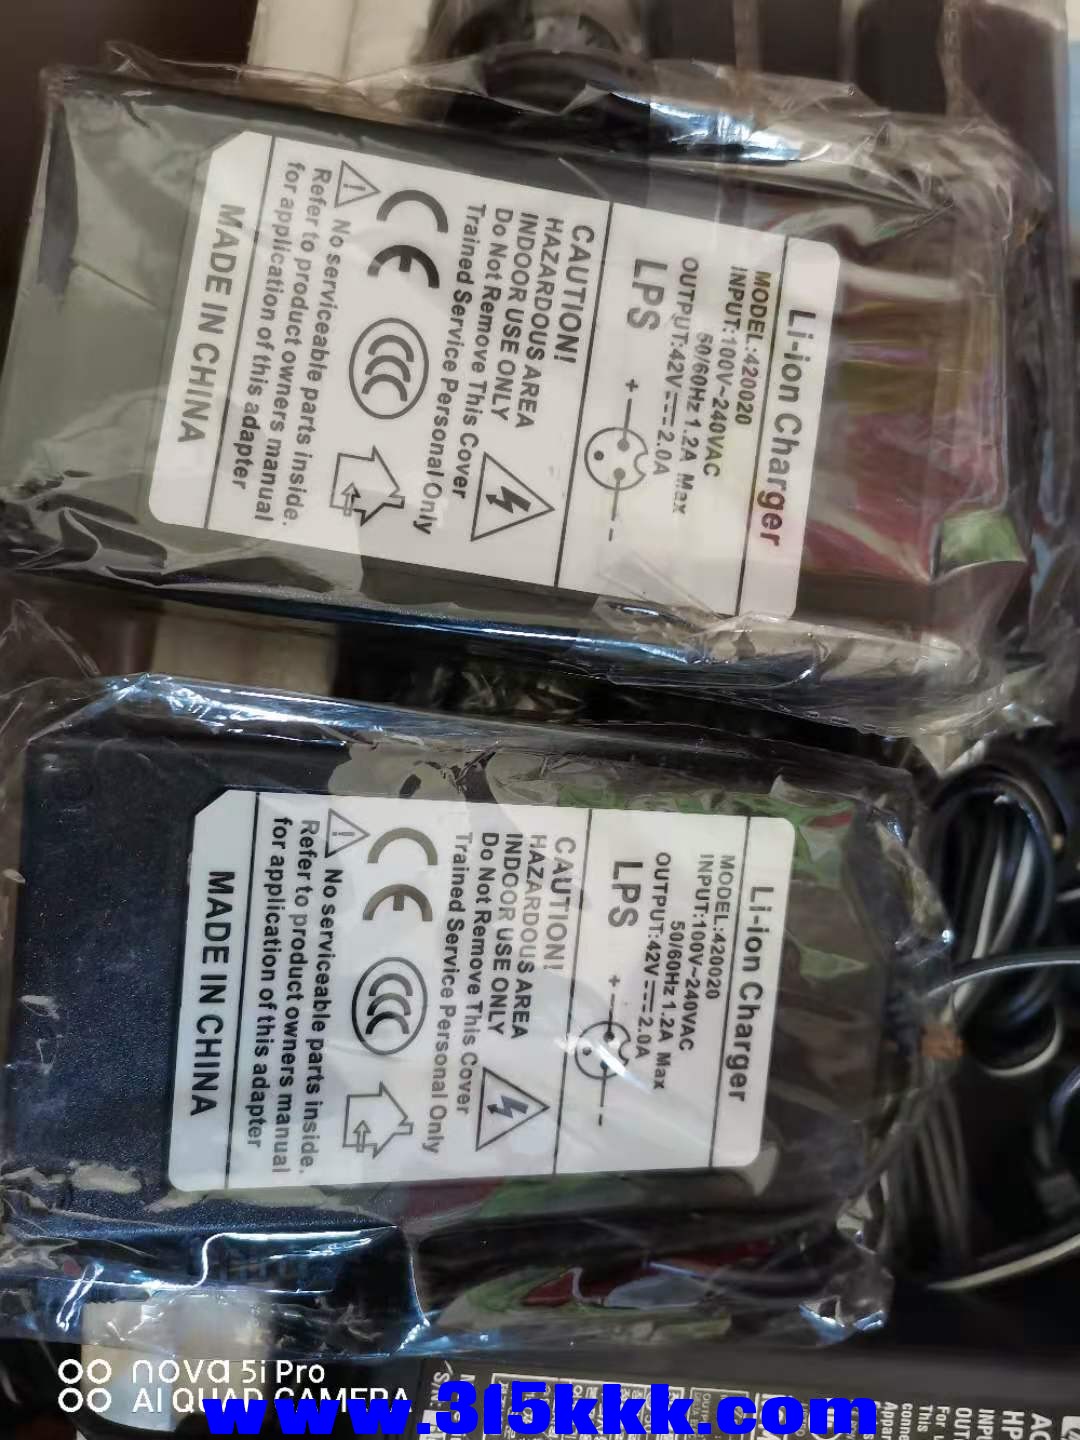 Li-ion Charger
MODEL:420020
INPUT:100V~240VAC
50/60Hz 1.2A Max
OUTPUT:42V 2.0A
LPS + -
CAUTION!
HAZARDOUS AREA
INDOOR USE ONLY
Do Not Remove This Cover
Trained Service Personal Only
CE CCC
No serviceable parts inside.
Refer to product owners manual
for application of this adapter
MADE IN CHINA
Li-ion Charger
MODEL:420020
INPUT:100V~240VAC
50/60Hz 1.2A Max
OUTPUT:42V 2.0A
LPS + -
CAUTION!
HAZARDOUS AREA
INDOOR USE ONLY
Do Not Remove This Cover
Trained Service Personal Only
CE CCC
No serviceable parts inside.
Refer to product owners manual
for application of this adapter
MADE IN CHINA
nova 5i Pro
AI QUAD CAMERA
www.315kkk.com